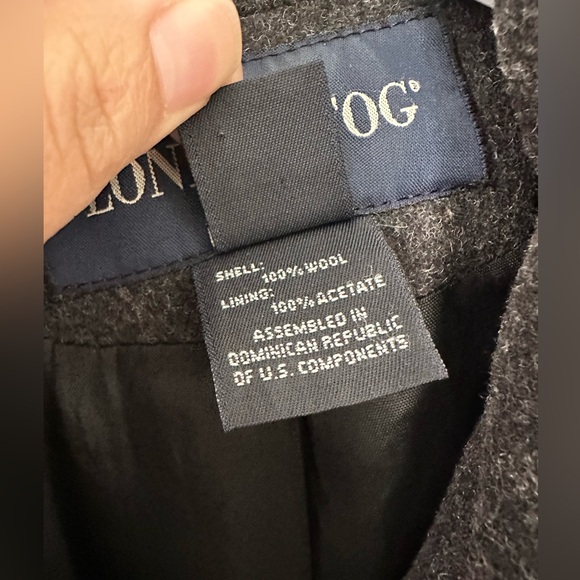 LON 'OG®
SHELL: 100% WOOL
LINING: 100% ACETATE
ASSEMBLED IN
DOMINICAN REPUBLIC
OF U.S. COMPONENTS